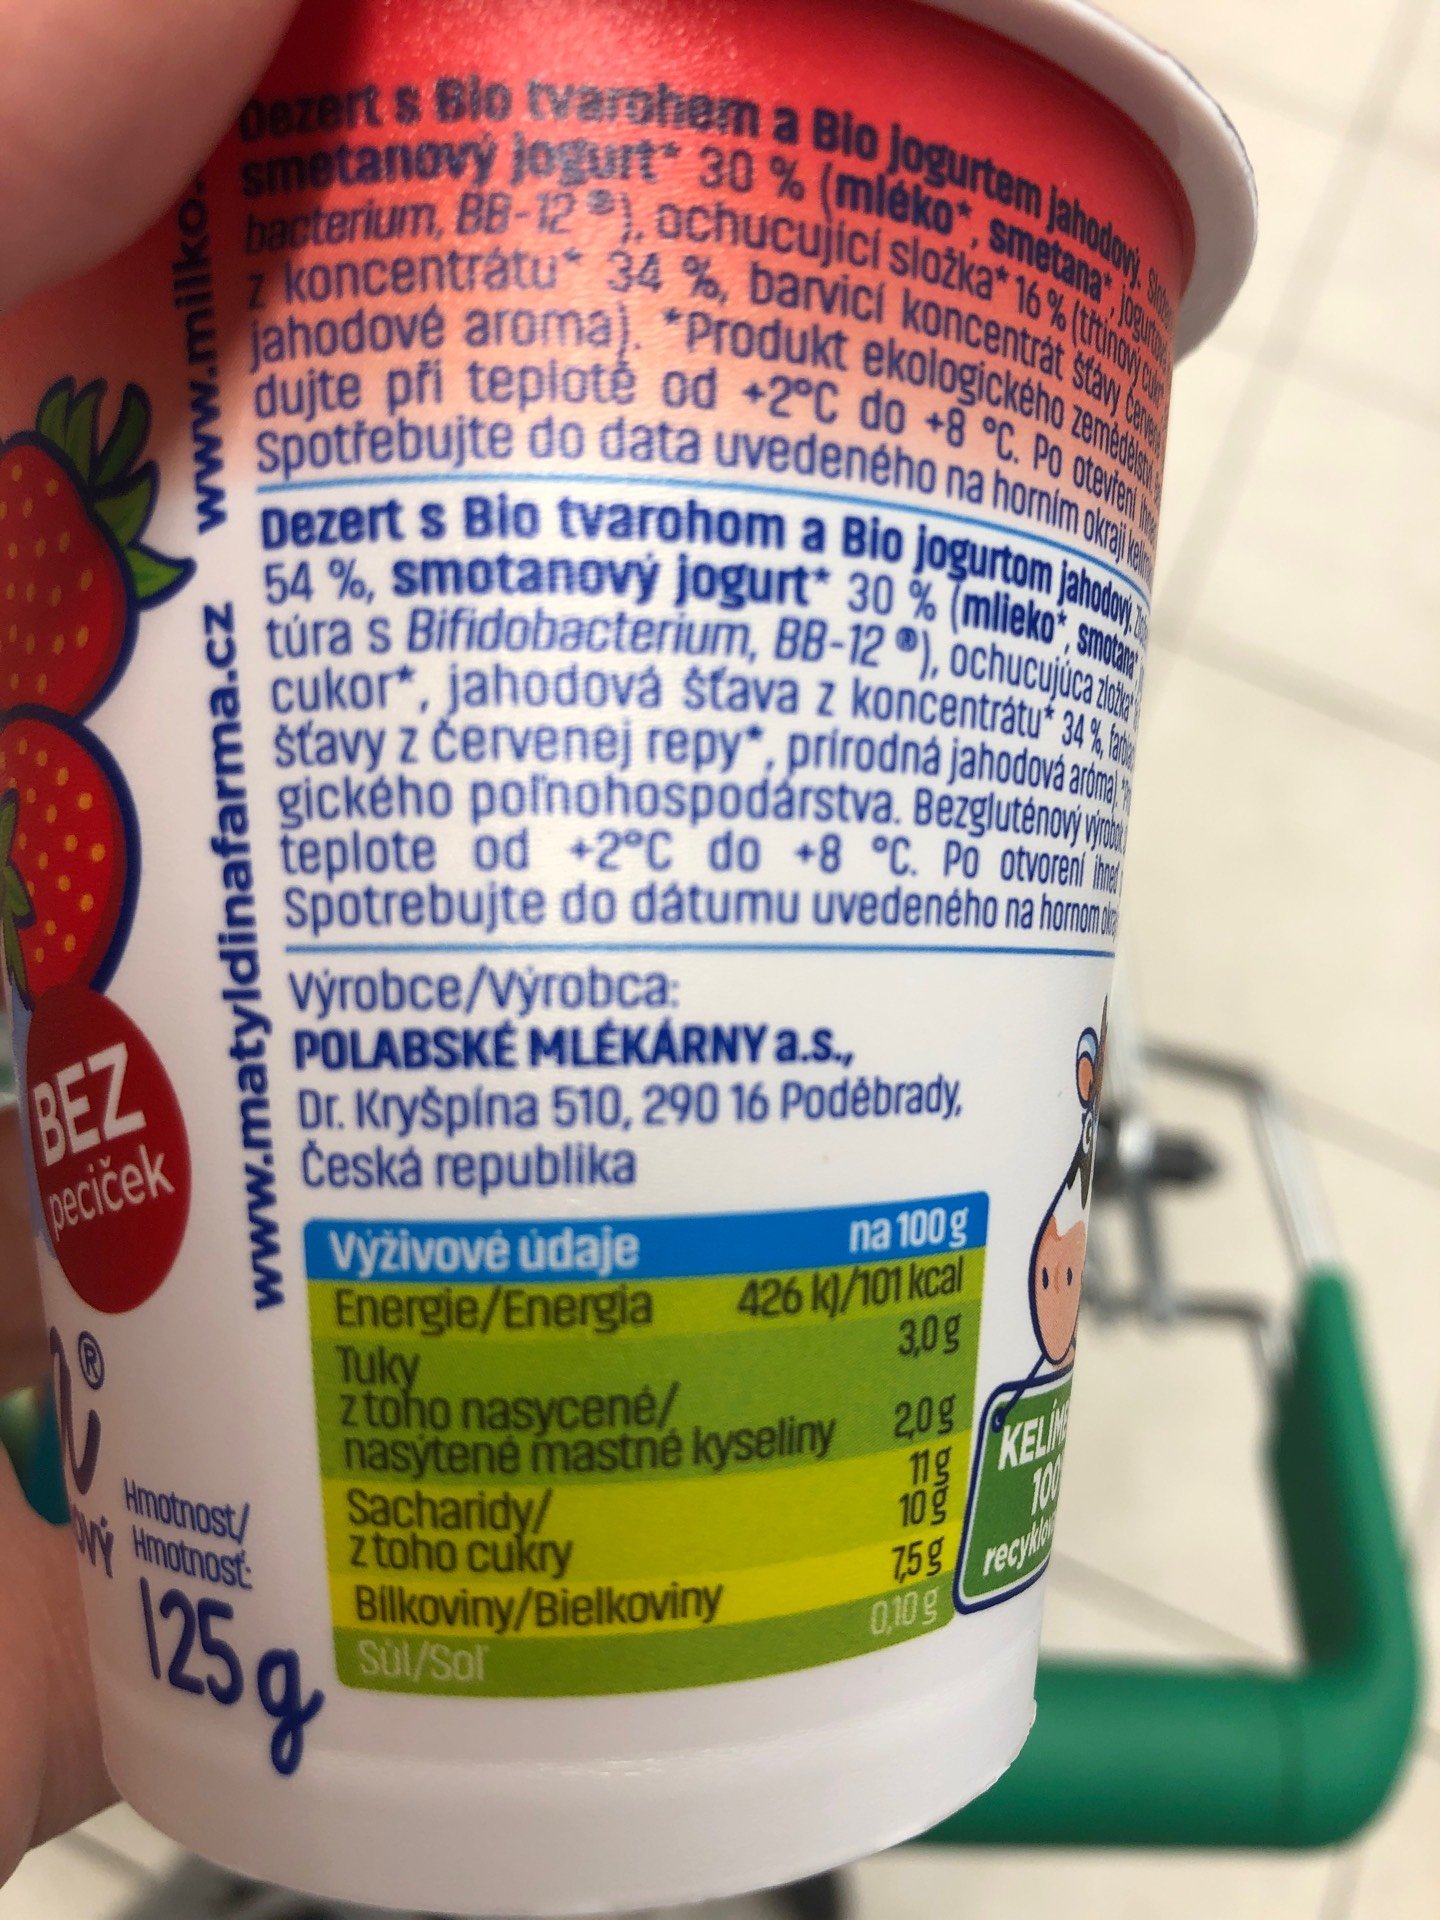 Dezert s Bio tvarohem a Bio jogurtem jahodový.
smetanový jogurt* 30 % (mléko*, smetana*,
bacterium, BB-12®), ochucující složka* 16 % (třtinový
z koncentrátu* 34 %, barvicí koncentrát šťávy
jahodové aroma). *Produkt ekologického zemědělství.
dujte při teplotě od +2°C do +8 °C. Po otevření
Spotřebujte do data uvedeného na horním okraji
Dezert s Bio tvarohom a Bio jogurtom jahodový.
54 %, smotanový jogurt* 30 % (mlieko*, smotana*,
túra s Bifidobacterium, BB-12®), ochucujúca zložka*
cukor*, jahodová šťava z koncentrátu* 34 %,
šťavy z červenej repy*, prírodná jahodová aróma).
gického poľnohospodárstva. Bezgluténový výrobok.
teplote od +2°C do +8 °C. Po otvorení ihneď
Spotrebujte do dátumu uvedeného na hornom
Výrobce/Výrobca:
POLABSKÉ MLÉKÁRNY a.s.,
Dr. Kryšpína 510, 290 16 Poděbrady,
Česká republika
Výživové údaje na 100 g
Energie/Energia 426 kJ/101 kcal
Tuky 3,0 g
z toho nasycené/
nasýtené mastné kyseliny 2,0 g
Sacharidy/ 11 g
z toho cukry 10 g
Bílkoviny/Bielkoviny 7,5 g
Sůl/Soľ 0,10 g
www.matyldinafarma.cz www.milko.
BEZ
peciček
®
Hmotnost/
Hmotnosť:
125 g
100